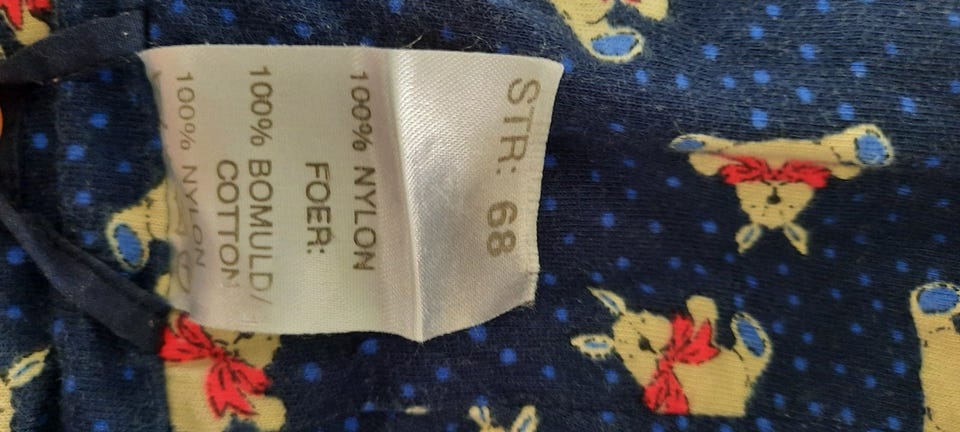 STR: 68
100% NYLON
FOER:
100% BOMULD/
COTTON
100% NYLON